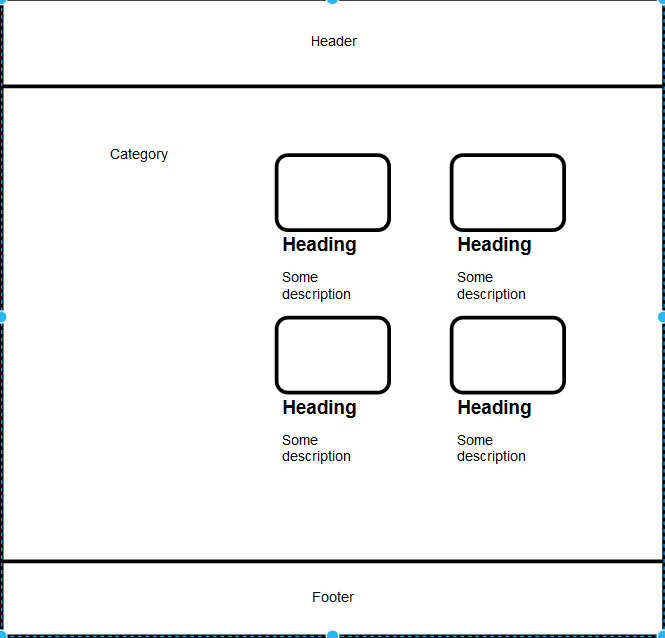 Header
Category
Heading
Some
description
Heading
Some
description
Heading
Some
description
Heading
Some
description
Footer